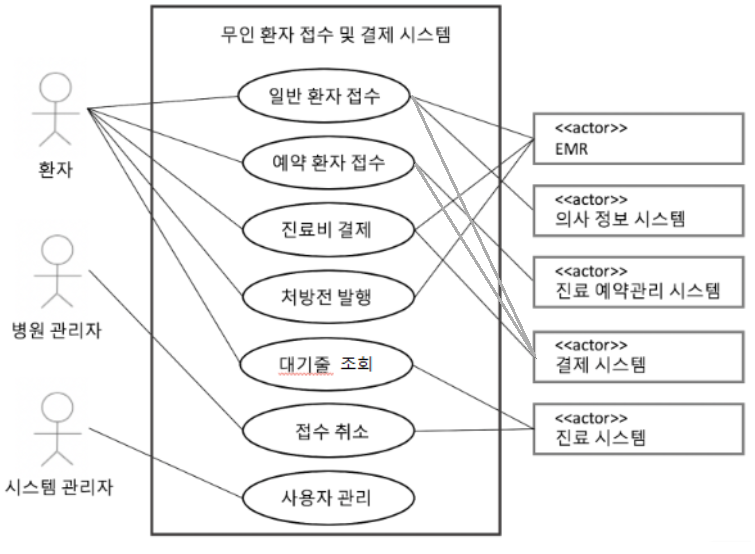 무인 환자 접수 및 결제 시스템
환자
병원 관리자
시스템 관리자
일반 환자 접수
예약 환자 접수
진료비 결제
처방전 발행
대기줄 조회
접수 취소
사용자 관리
<<actor>>
EMR
<<actor>>
의사 정보 시스템
<<actor>>
진료 예약관리 시스템
<<actor>>
결제 시스템
<<actor>>
진료 시스템